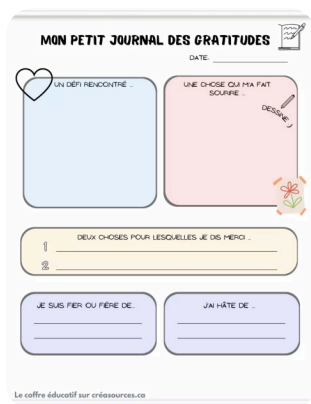 MON PETIT JOURNAL DES GRATITUDES
DATE:
UN DÉFI RENCONTRÉ ...
UNE CHOSE QUI M'A FAIT
SOURIRE ...
DESSINE :)
DEUX CHOSES POUR LESQUELLES JE DIS MERCI ...
1
2
JE SUIS FIER OU FIÈRE DE...
J'AI HÂTE DE ...
Le coffre éducatif sur créasources.ca